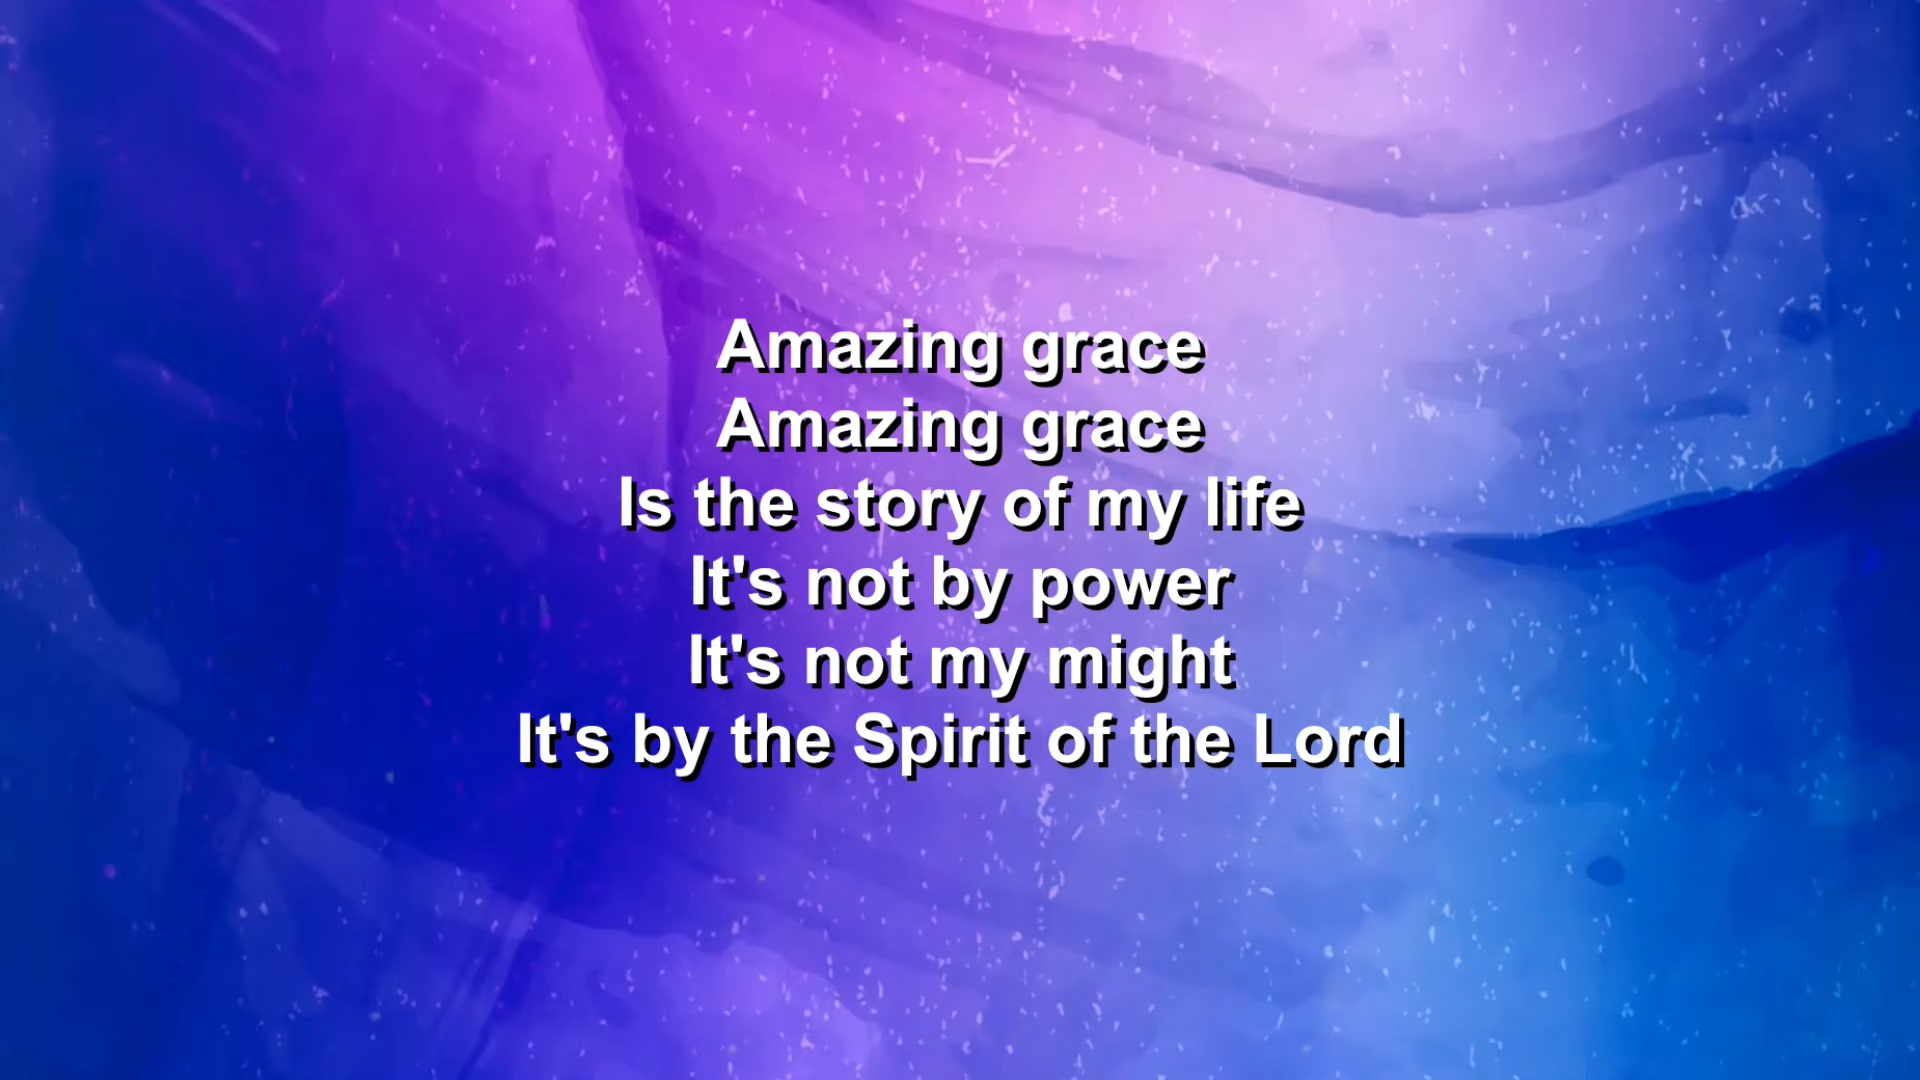 Amazing grace
Amazing grace
Is the story of my life
It's not by power
It's not my might
It's by the Spirit of the Lord